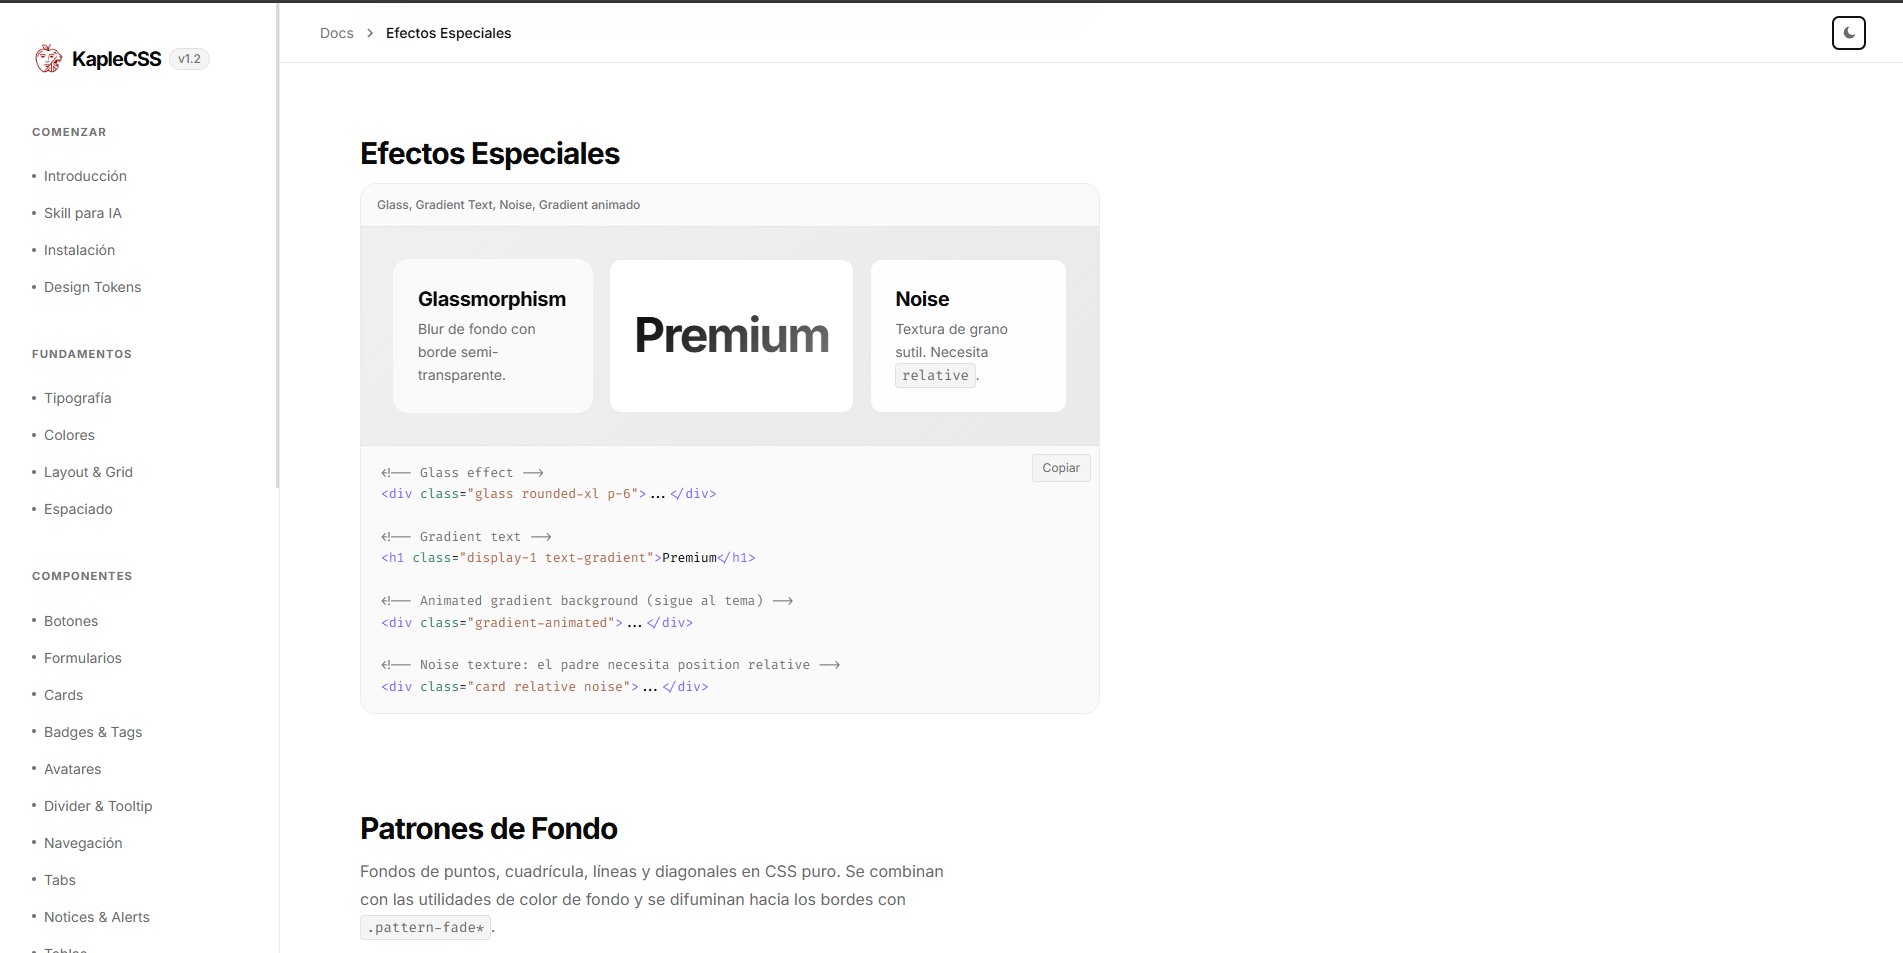 KapleCSS v1.2
COMENZAR
• Introducción
• Skill para IA
• Instalación
• Design Tokens
FUNDAMENTOS
• Tipografía
• Colores
• Layout & Grid
• Espaciado
COMPONENTES
• Botones
• Formularios
• Cards
• Badges & Tags
• Avatares
• Divider & Tooltip
• Navegación
• Tabs
• Notices & Alerts
• Tables
Docs > Efectos Especiales
Efectos Especiales
Glass, Gradient Text, Noise, Gradient animado
Glassmorphism
Blur de fondo con
borde semi-
transparente.
Premium
Noise
Textura de grano
sutil. Necesita
relative.
Copiar
<!-- Glass effect -->
<div class="glass rounded-xl p-6">...</div>
<!-- Gradient text -->
<h1 class="display-1 text-gradient">Premium</h1>
<!-- Animated gradient background (sigue al tema) -->
<div class="gradient-animated">...</div>
<!-- Noise texture: el padre necesita position relative -->
<div class="card relative noise">...</div>
Patrones de Fondo
Fondos de puntos, cuadrícula, líneas y diagonales en CSS puro. Se combinan
con las utilidades de color de fondo y se difuminan hacia los bordes con
.pattern-fade*.